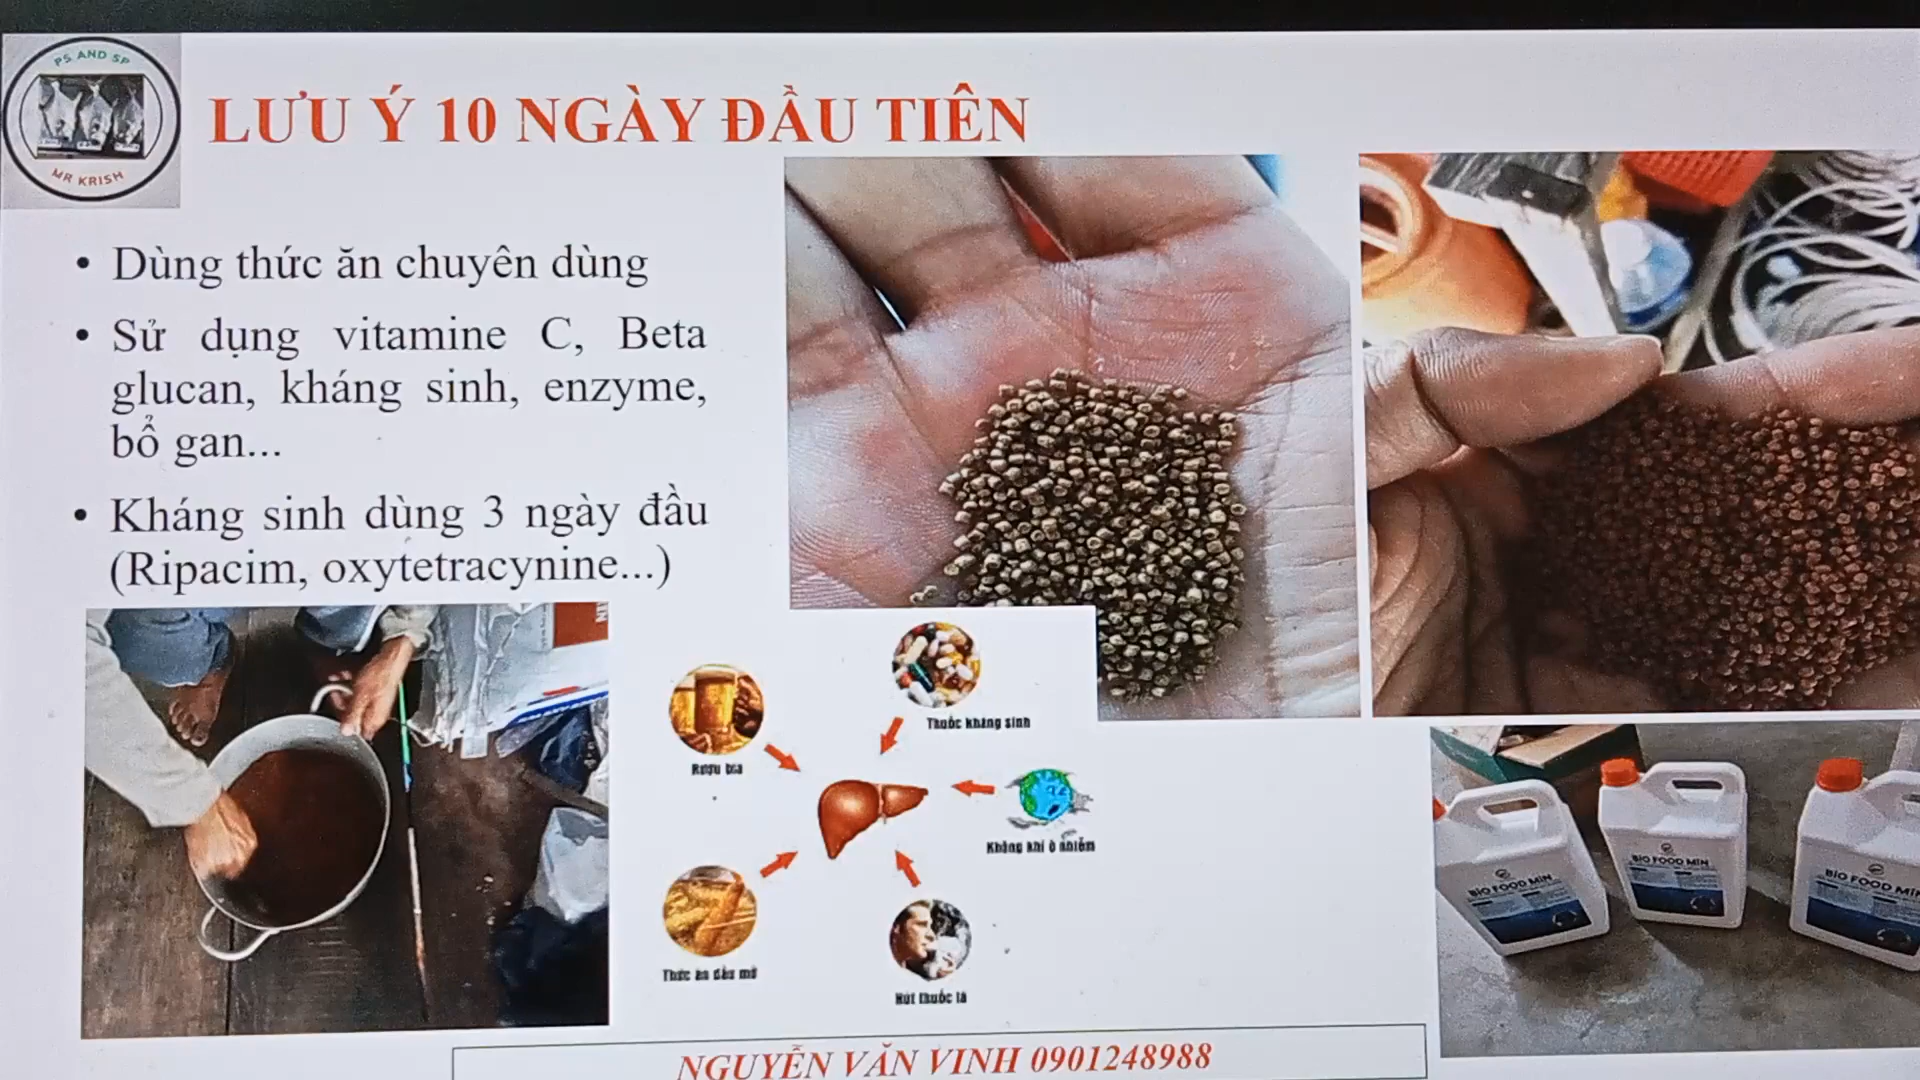 PS AND SP
MR KRISH
LƯU Ý 10 NGÀY ĐẦU TIÊN
• Dùng thức ăn chuyên dùng
• Sử dụng vitamine C, Beta
glucan, kháng sinh, enzyme,
bổ gan...
• Kháng sinh dùng 3 ngày đầu
(Ripacim, oxytetracynine...)
Thuốc kháng sinh
Rượu bia
Không khí ô nhiễm
Thức ăn dầu mỡ
Hút thuốc lá
BIO FOOD MIN
BIO FOOD MIN
BIO FOOD MIN
NGUYỄN VĂN VINH 0901248988